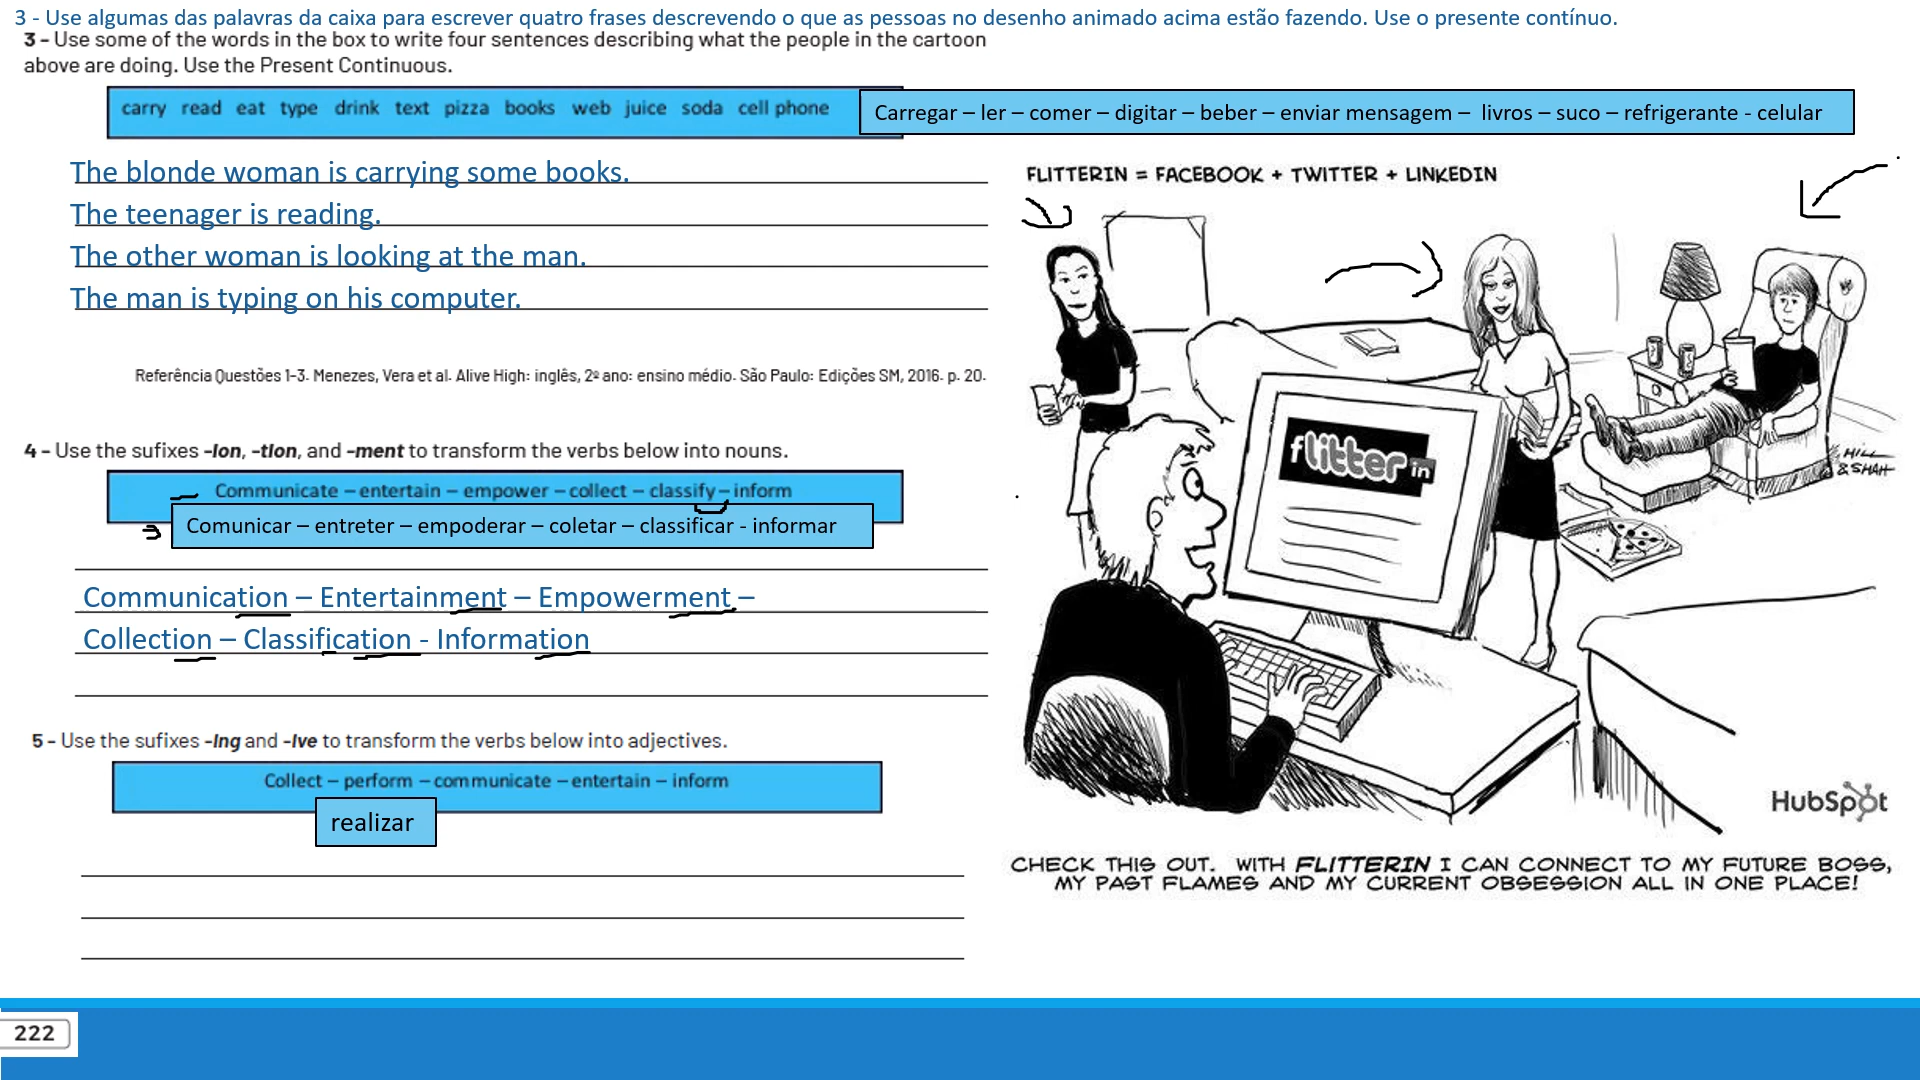 3 - Use algumas das palavras da caixa para escrever quatro frases descrevendo o que as pessoas no desenho animado acima estão fazendo. Use o presente contínuo.
3 - Use some of the words in the box to write four sentences describing what the people in the cartoon
above are doing. Use the Present Continuous.
carry read eat type drink text pizza books web juice soda cell phone
Carregar – ler – comer – digitar – beber – enviar mensagem – livros – suco – refrigerante - celular
The blonde woman is carrying some books.
The teenager is reading.
The other woman is looking at the man.
The man is typing on his computer.
Referência Questões 1-3. Menezes, Vera et al. Alive High: inglês, 2º ano: ensino médio. São Paulo: Edições SM, 2016. p. 20.
4 - Use the sufixes -ion, -tion, and -ment to transform the verbs below into nouns.
Communicate – entertain – empower – collect – classify – inform
Comunicar – entreter – empoderar – coletar – classificar - informar
Communication – Entertainment – Empowerment –
Collection – Classification - Information
5 - Use the sufixes -ing and -ive to transform the verbs below into adjectives.
Collect – perform – communicate – entertain – inform
realizar
FLITTERIN = FACEBOOK + TWITTER + LINKEDIN
flitter in
HILL
& SHAH
HubSpot
CHECK THIS OUT. WITH FLITTERIN I CAN CONNECT TO MY FUTURE BOSS,
MY PAST FLAMES AND MY CURRENT OBSESSION ALL IN ONE PLACE!
222